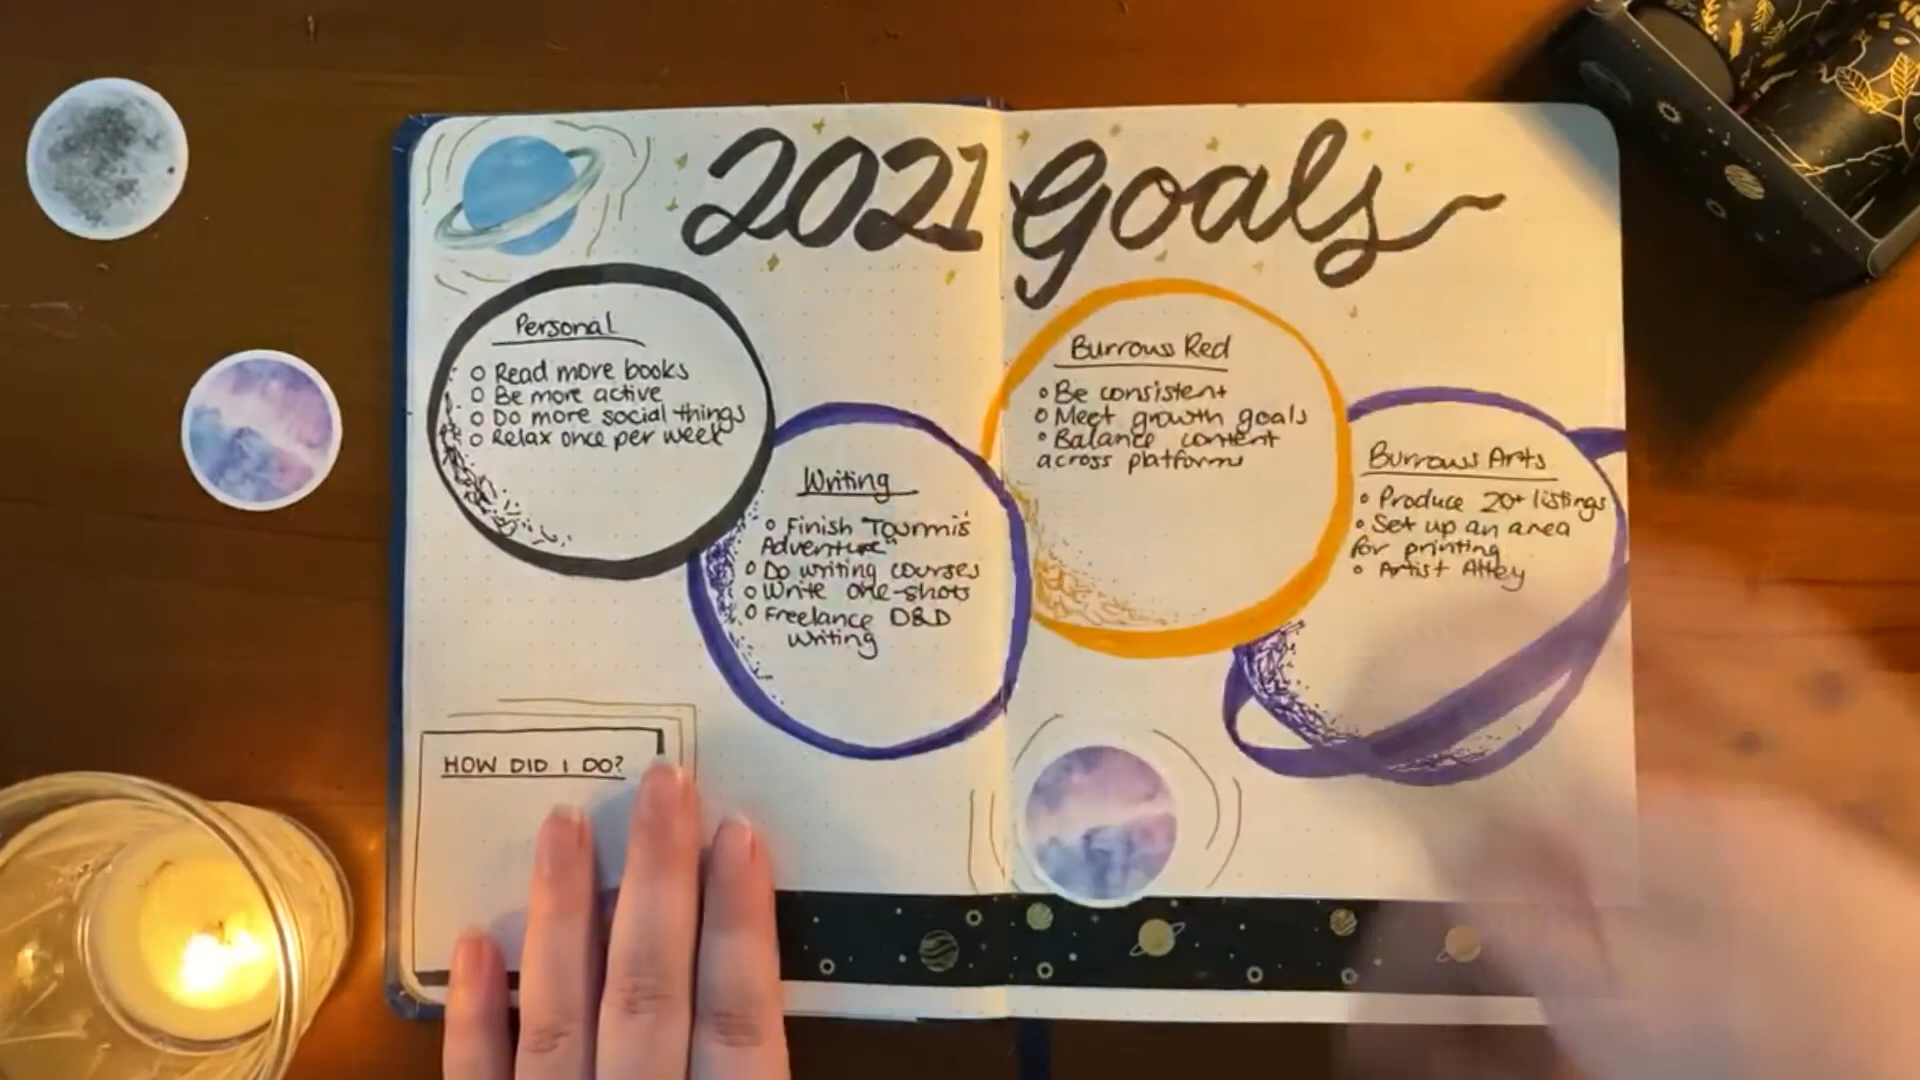 2021 Goals
Personal
Read more books
Be more active
Do more social things
Relax once per week
Writing
Finish "Tourmi's
Adventure"
Do writing courses
Write one-shots
Freelance D&D
writing
Burrows Red
Be consistent
Meet growth goals
Balance content
across platforms
Burrows Arts
Produce 20+ listings
Set up an area
for printing
Artist Alley
HOW DID I DO?